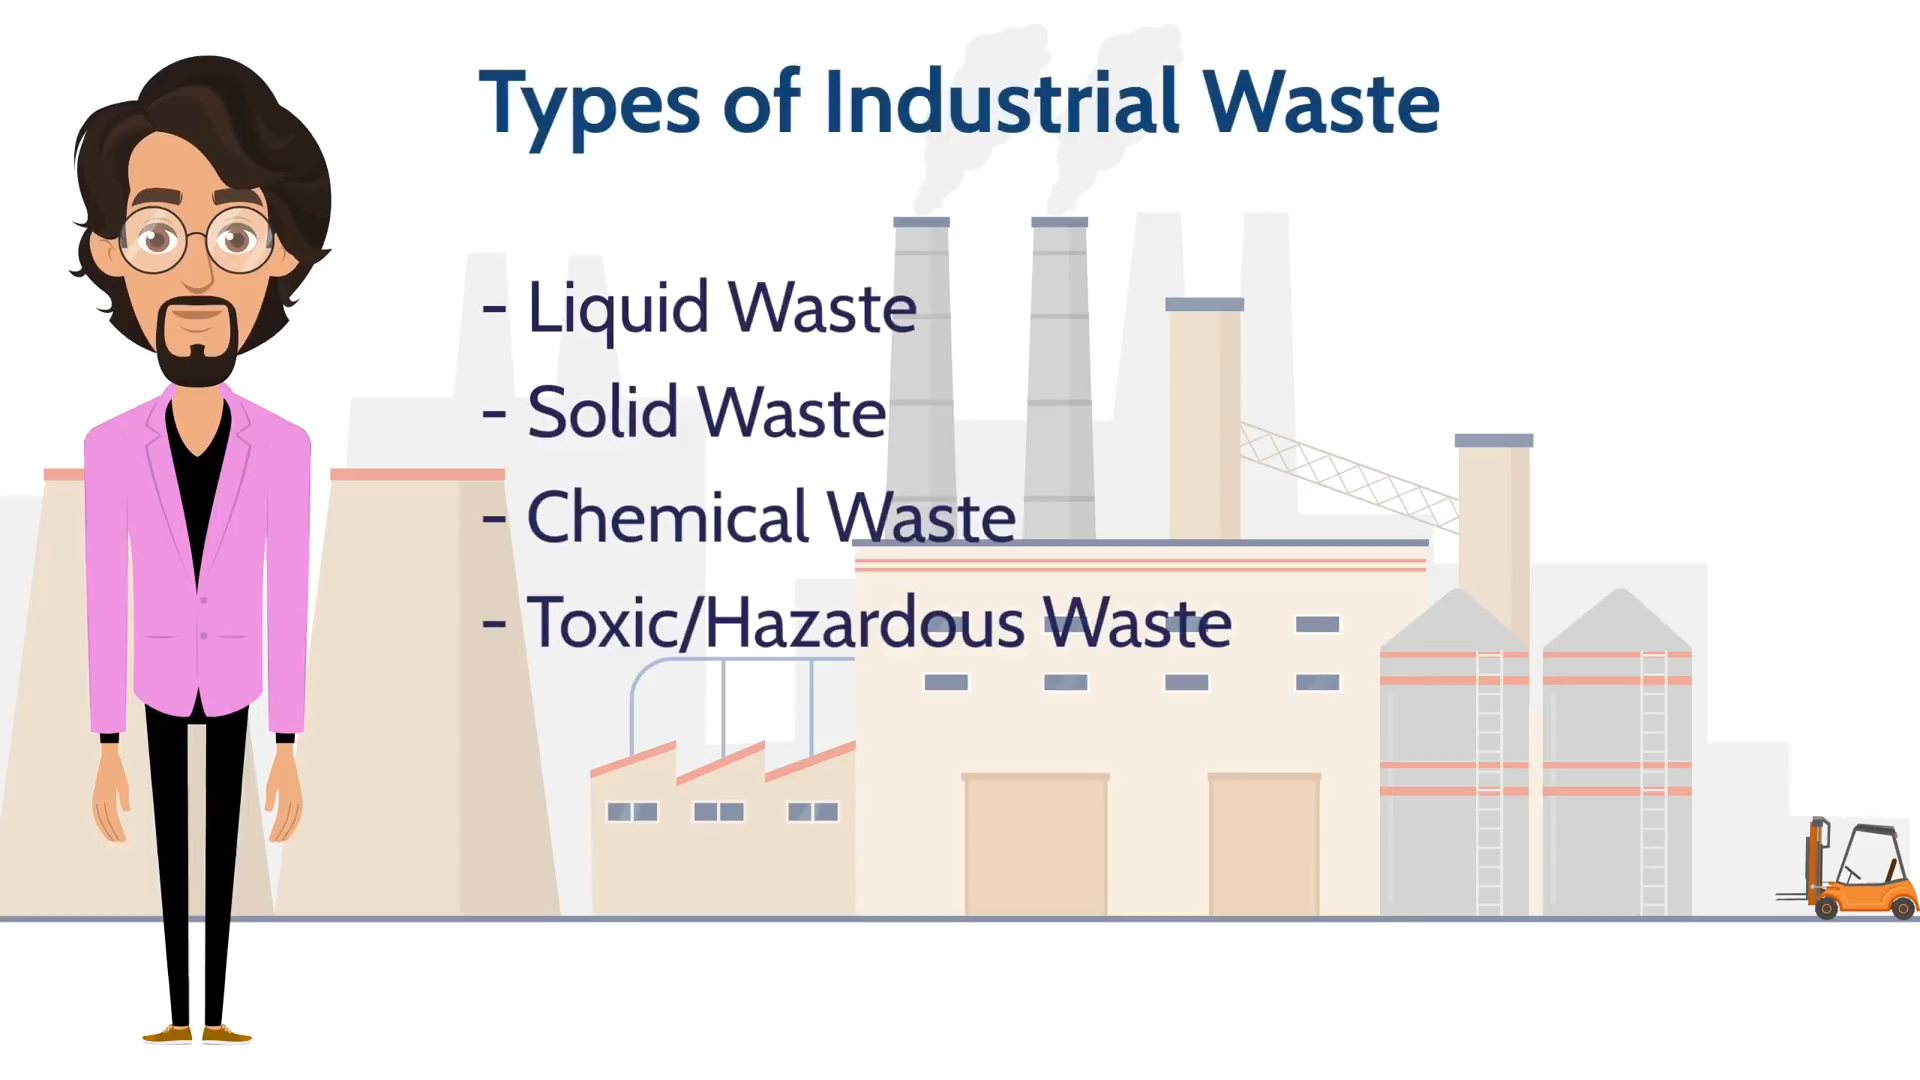 Types of Industrial Waste
- Liquid Waste
- Solid Waste
- Chemical Waste
- Toxic/Hazardous Waste